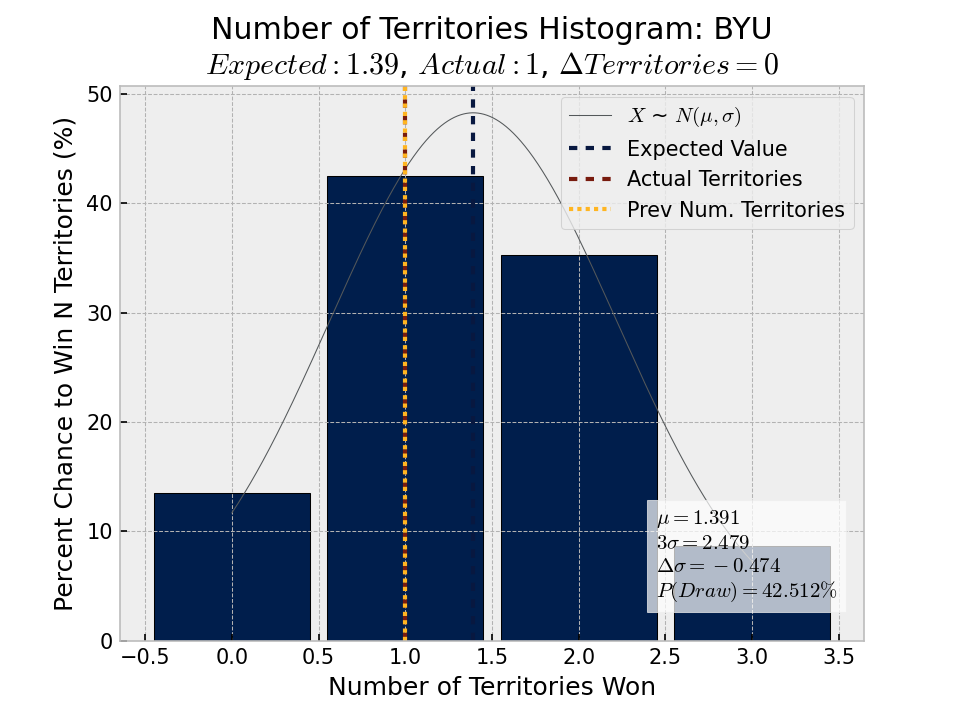 Number of Territories Histogram: BYU
Expected : 1.39, Actual : 1, ΔTerritories = 0
Percent Chance to Win N Territories (%)
50
40
30
20
10
0
X ~ N(μ, σ)
Expected Value
Actual Territories
Prev Num. Territories
μ = 1.391
3σ = 2.479
Δσ = −0.474
P(Draw) = 42.512%
−0.5 0.0 0.5 1.0 1.5 2.0 2.5 3.0 3.5
Number of Territories Won